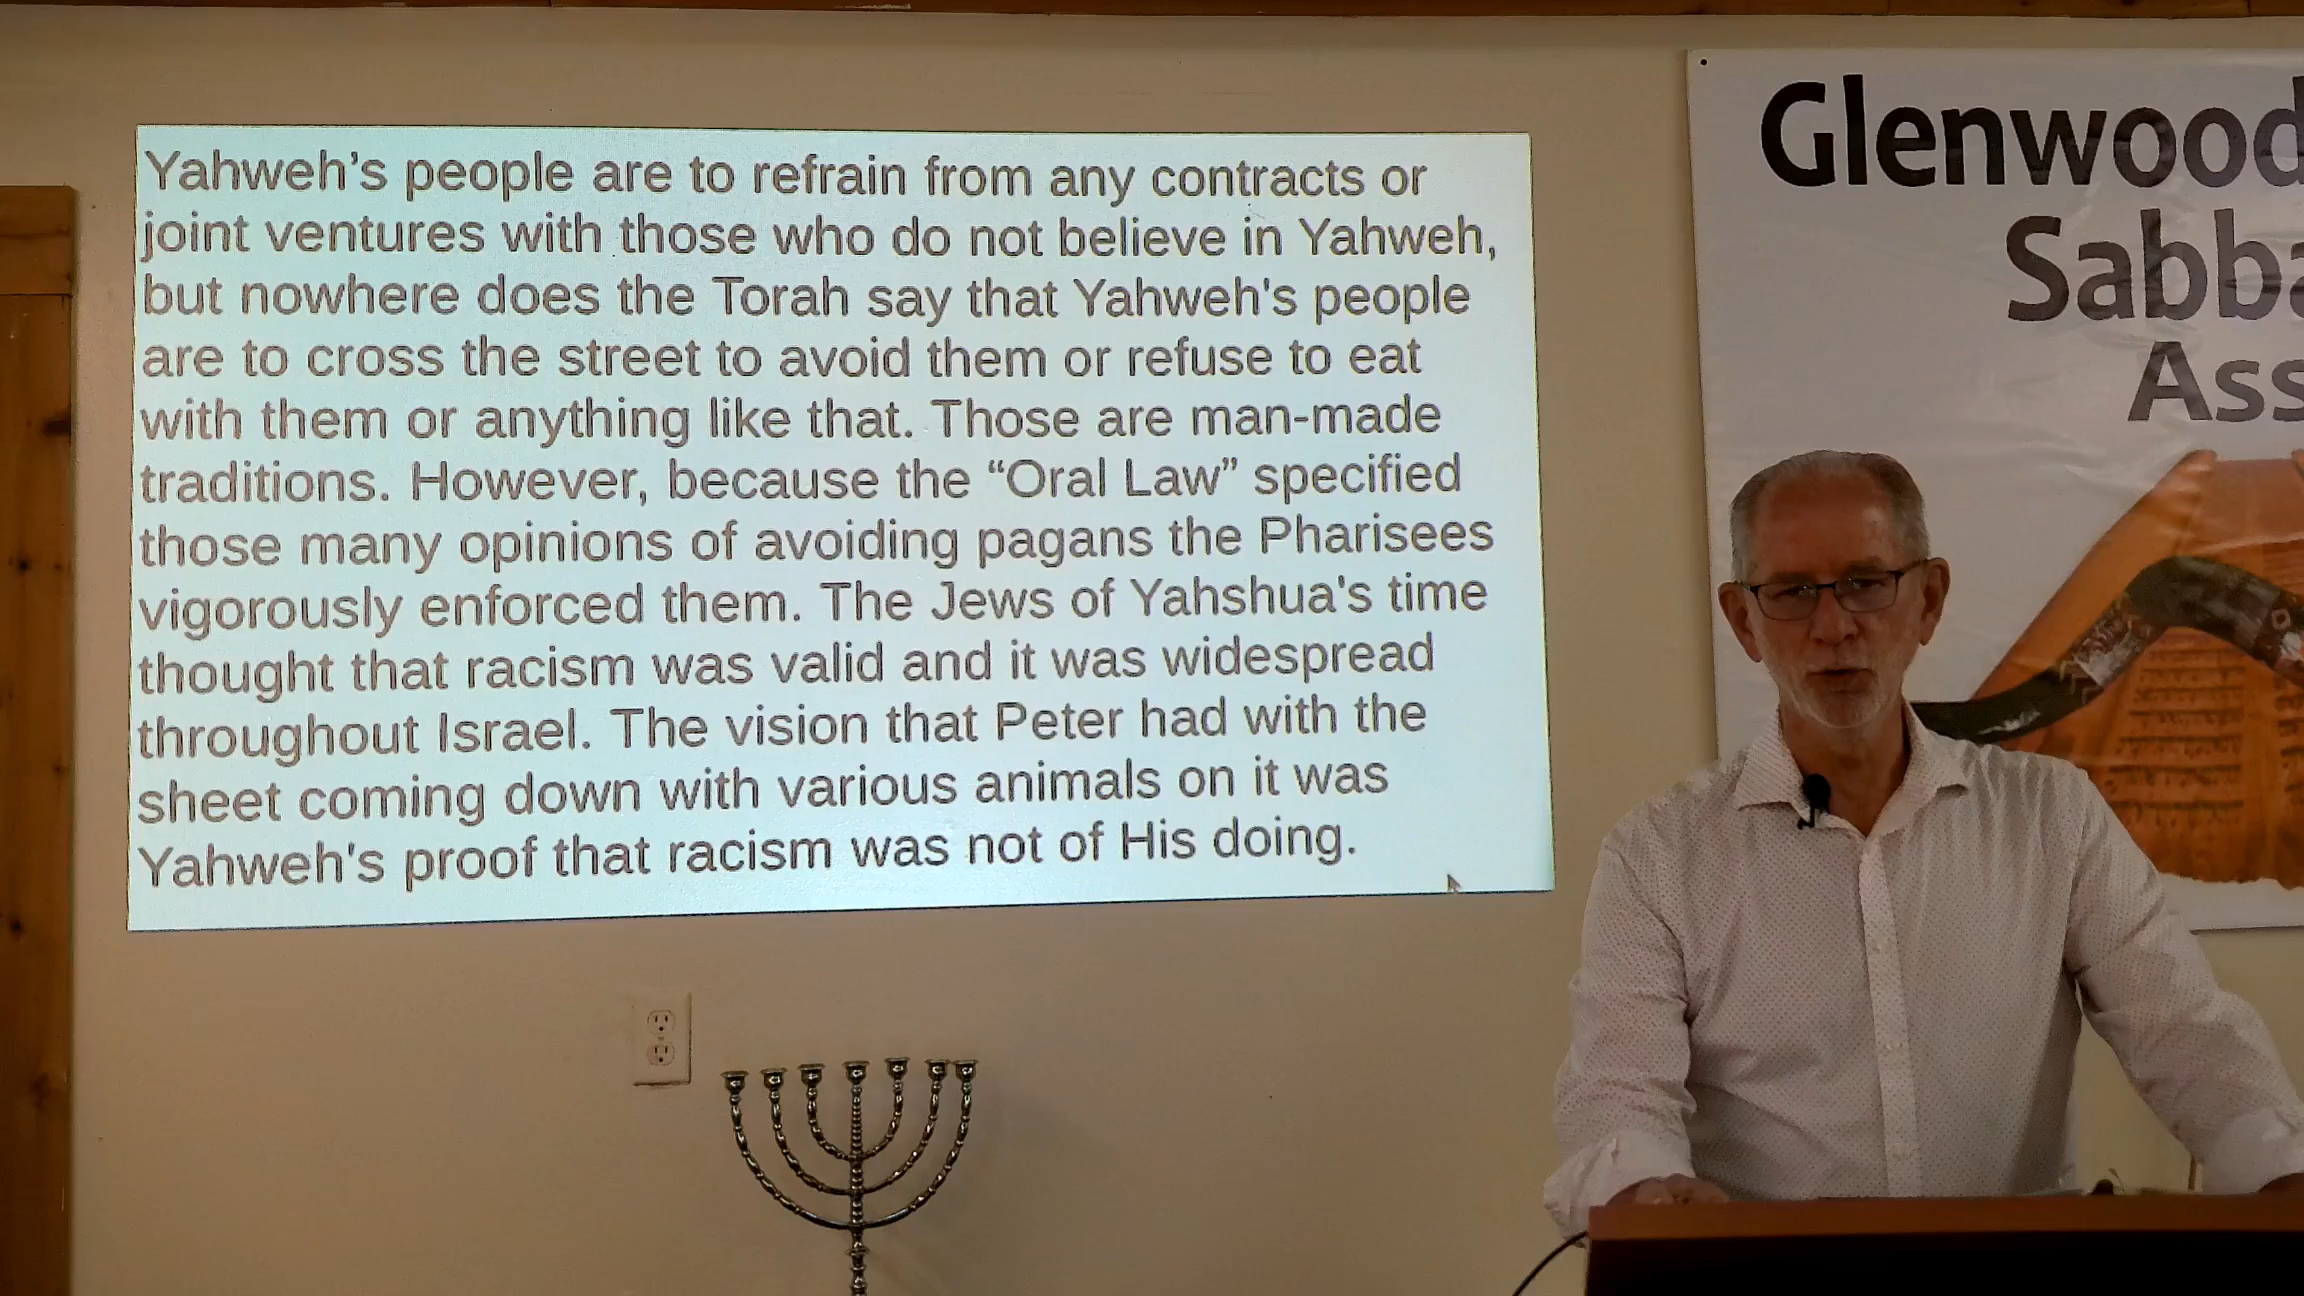 Yahweh’s people are to refrain from any contracts or
joint ventures with those who do not believe in Yahweh,
but nowhere does the Torah say that Yahweh's people
are to cross the street to avoid them or refuse to eat
with them or anything like that. Those are man-made
traditions. However, because the “Oral Law” specified
those many opinions of avoiding pagans the Pharisees
vigorously enforced them. The Jews of Yahshua's time
thought that racism was valid and it was widespread
throughout Israel. The vision that Peter had with the
sheet coming down with various animals on it was
Yahweh's proof that racism was not of His doing.
Glenwood
Sabba
Ass